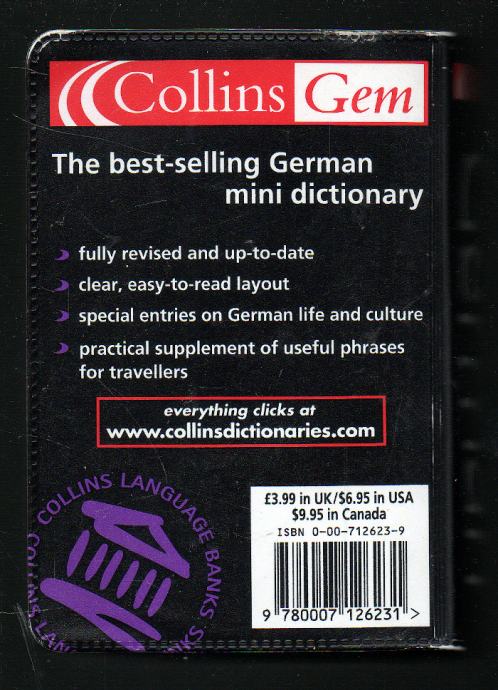 Collins Gem
The best-selling German
mini dictionary
fully revised and up-to-date
clear, easy-to-read layout
special entries on German life and culture
practical supplement of useful phrases
for travellers
everything clicks at
www.collinsdictionaries.com
COLLINS LANGUAGE BANKS
£3.99 in UK/$6.95 in USA
$9.95 in Canada
ISBN 0-00-712623-9
9 780007 126231 >